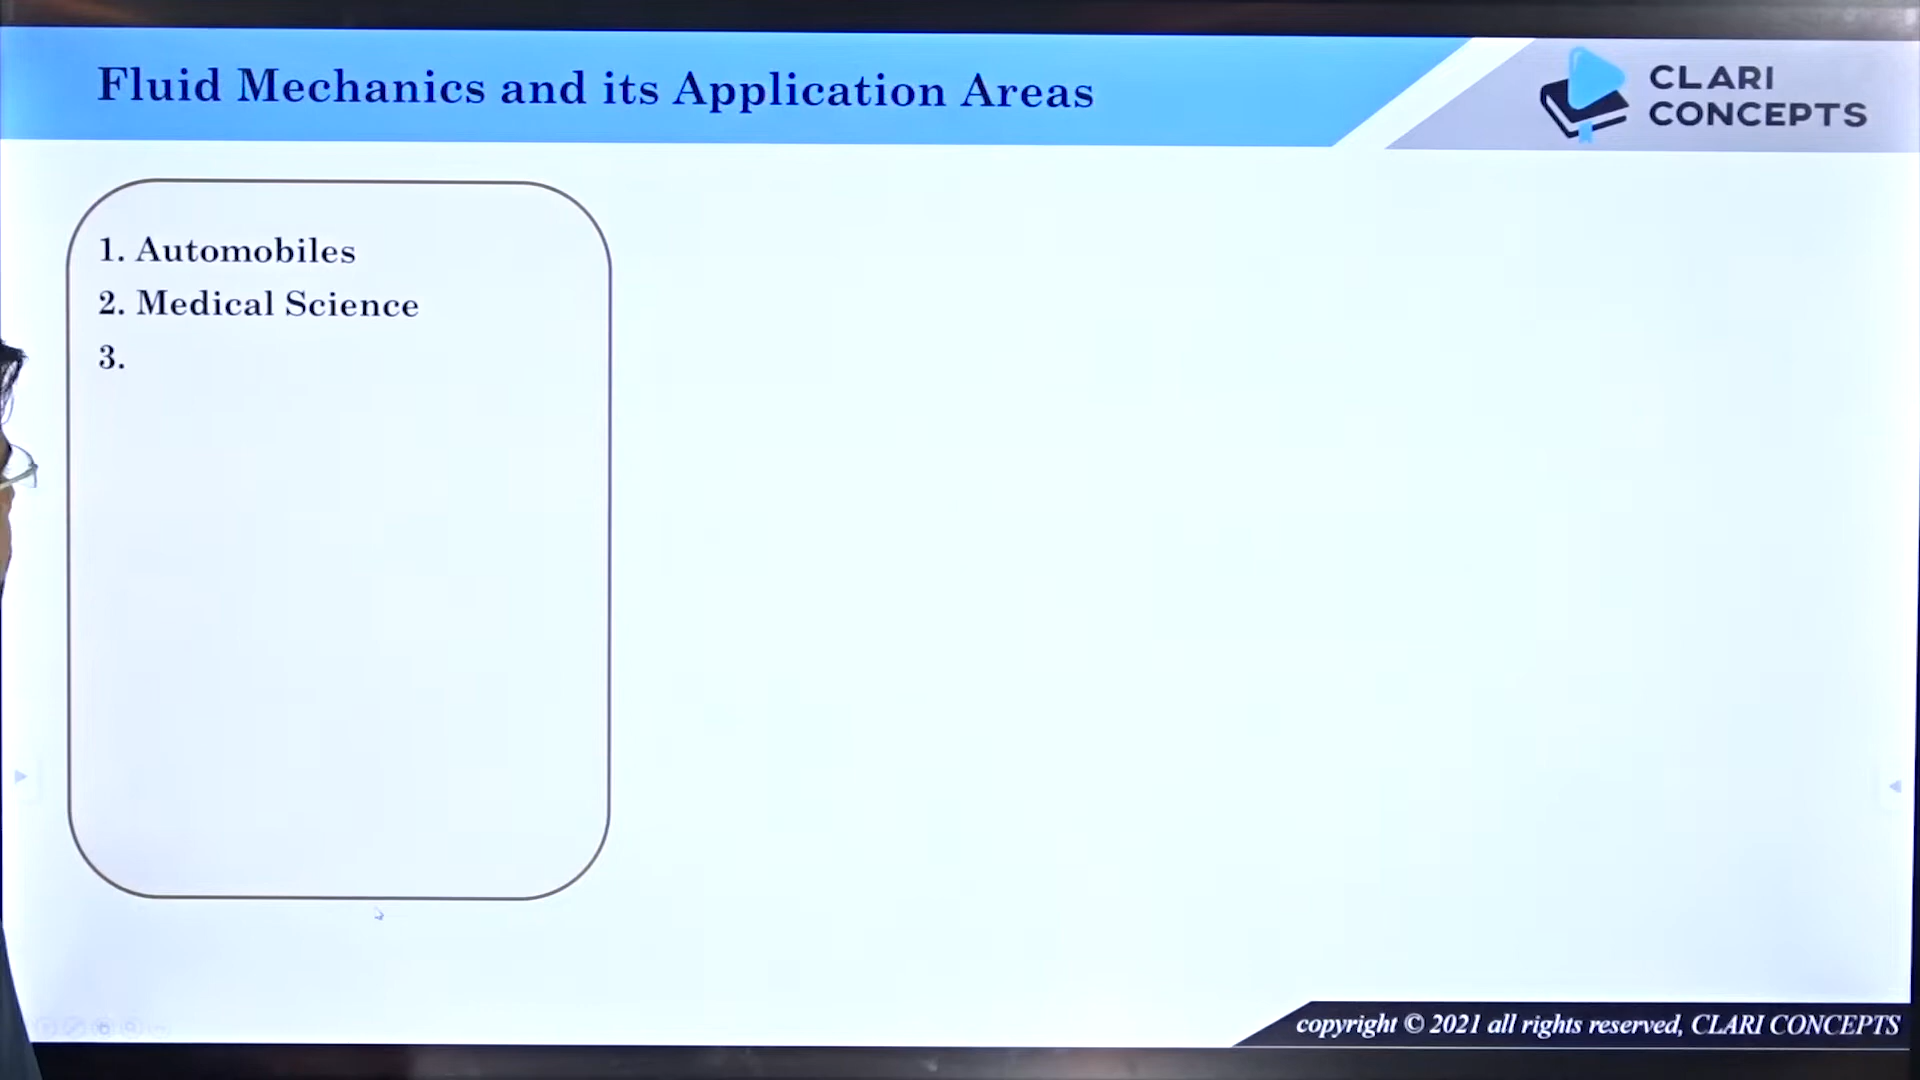 Fluid Mechanics and its Application Areas
CLARI
CONCEPTS
1. Automobiles
2. Medical Science
3.
copyright © 2021 all rights reserved, CLARI CONCEPTS